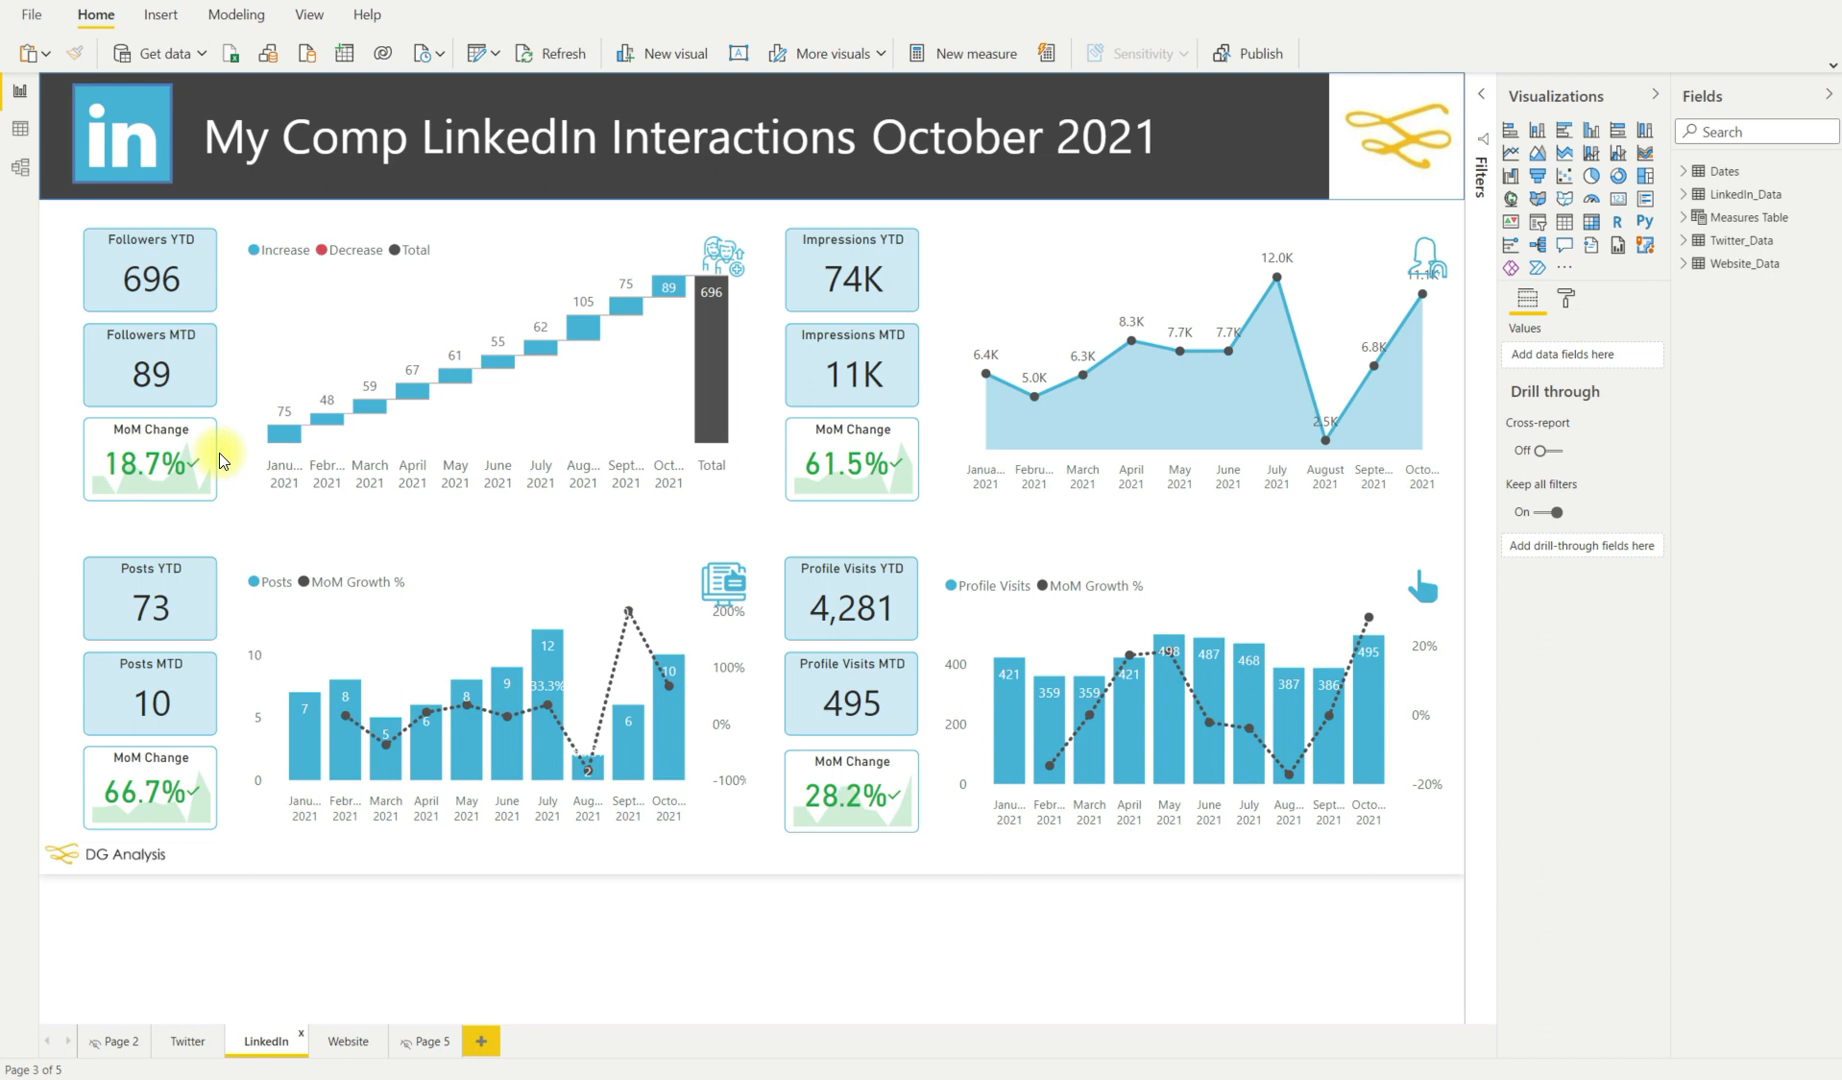 File Home Insert Modeling View Help
Get data Refresh New visual More visuals New measure Sensitivity Publish
in My Comp LinkedIn Interactions October 2021
Followers YTD
696
Followers MTD
89
MoM Change
18.7%
Increase Decrease Total
75 48 59 67 61 55 62 105 75 89 696
Janu... Febr... March April May June July Aug... Sept... Oct... Total
2021 2021 2021 2021 2021 2021 2021 2021 2021 2021
Impressions YTD
74K
Impressions MTD
11K
MoM Change
61.5%
6.4K 5.0K 6.3K 8.3K 7.7K 7.7K 12.0K 2.5K 6.8K 11.1K
Janua... Febru... March April May June July August Septe... Octo...
2021 2021 2021 2021 2021 2021 2021 2021 2021 2021
Posts YTD
73
Posts MTD
10
MoM Change
66.7%
Posts MoM Growth %
10
5
0
7 8 5 6 8 9 12 2 6 10
33.3%
200%
100%
0%
-100%
Janu... Febr... March April May June July Aug... Sept... Octo...
2021 2021 2021 2021 2021 2021 2021 2021 2021 2021
Profile Visits YTD
4,281
Profile Visits MTD
495
MoM Change
28.2%
Profile Visits MoM Growth %
400
200
0
421 359 359 421 498 487 468 387 386 495
20%
0%
-20%
Janu... Febr... March April May June July Aug... Sept... Octo...
2021 2021 2021 2021 2021 2021 2021 2021 2021 2021
DG Analysis
Filters
Visualizations
R Py
123
...
Values
Add data fields here
Drill through
Cross-report
Off
Keep all filters
On
Add drill-through fields here
Fields
Search
Dates
LinkedIn_Data
Measures Table
Twitter_Data
Website_Data
Page 2 Twitter LinkedIn x Website Page 5 +
Page 3 of 5